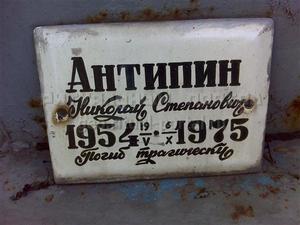 Антипин
Николай Степанович
1954 19/V • 6/X 1975
Погиб трагически